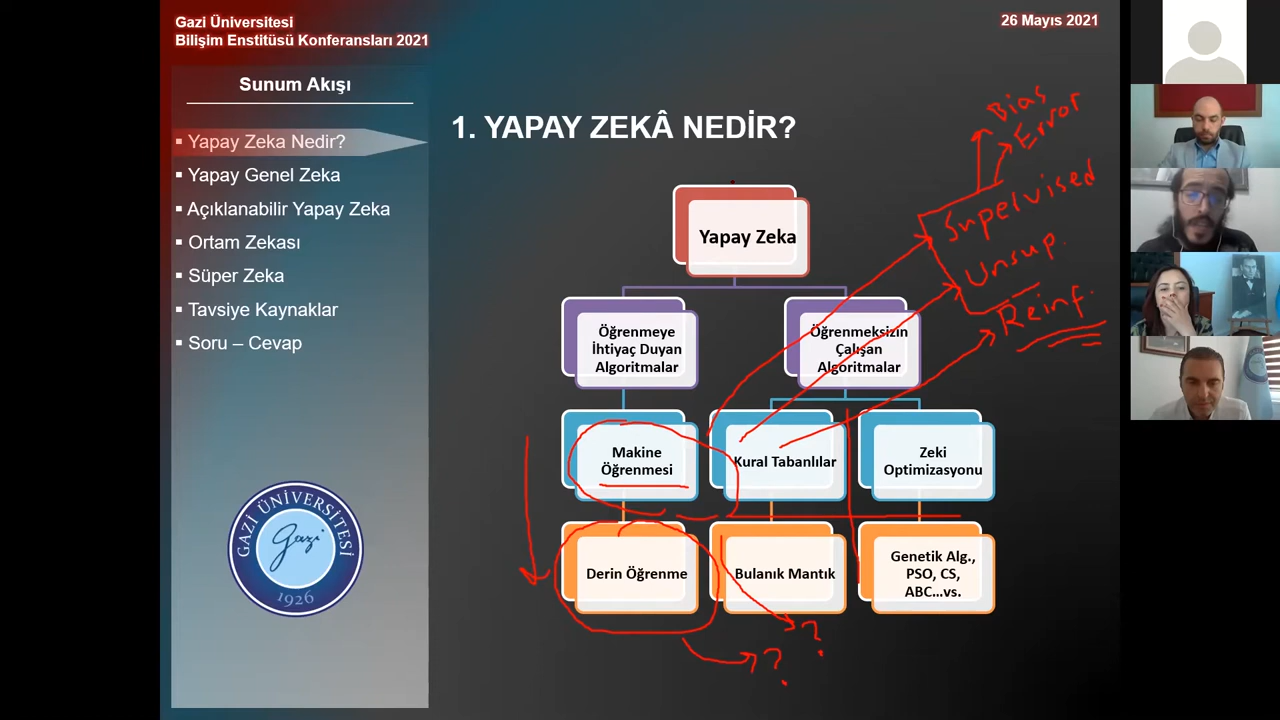 Gazi Üniversitesi
Bilişim Enstitüsü Konferansları 2021
26 Mayıs 2021
Sunum Akışı
▪ Yapay Zeka Nedir?
▪ Yapay Genel Zeka
▪ Açıklanabilir Yapay Zeka
▪ Ortam Zekası
▪ Süper Zeka
▪ Tavsiye Kaynaklar
▪ Soru – Cevap
GAZİ ÜNİVERSİTESİ
Gazi
1926
1. YAPAY ZEKÂ NEDİR?
Bias
Error
Supelvised
Unsup.
Reinf.
Yapay Zeka
Öğrenmeye
İhtiyaç Duyan
Algoritmalar
Öğrenmeksizin
Çalışan
Algoritmalar
Makine
Öğrenmesi
Kural Tabanlılar
Zeki
Optimizasyonu
Derin Öğrenme
Bulanık Mantık
Genetik Alg.,
PSO, CS,
ABC...vs.
?
?